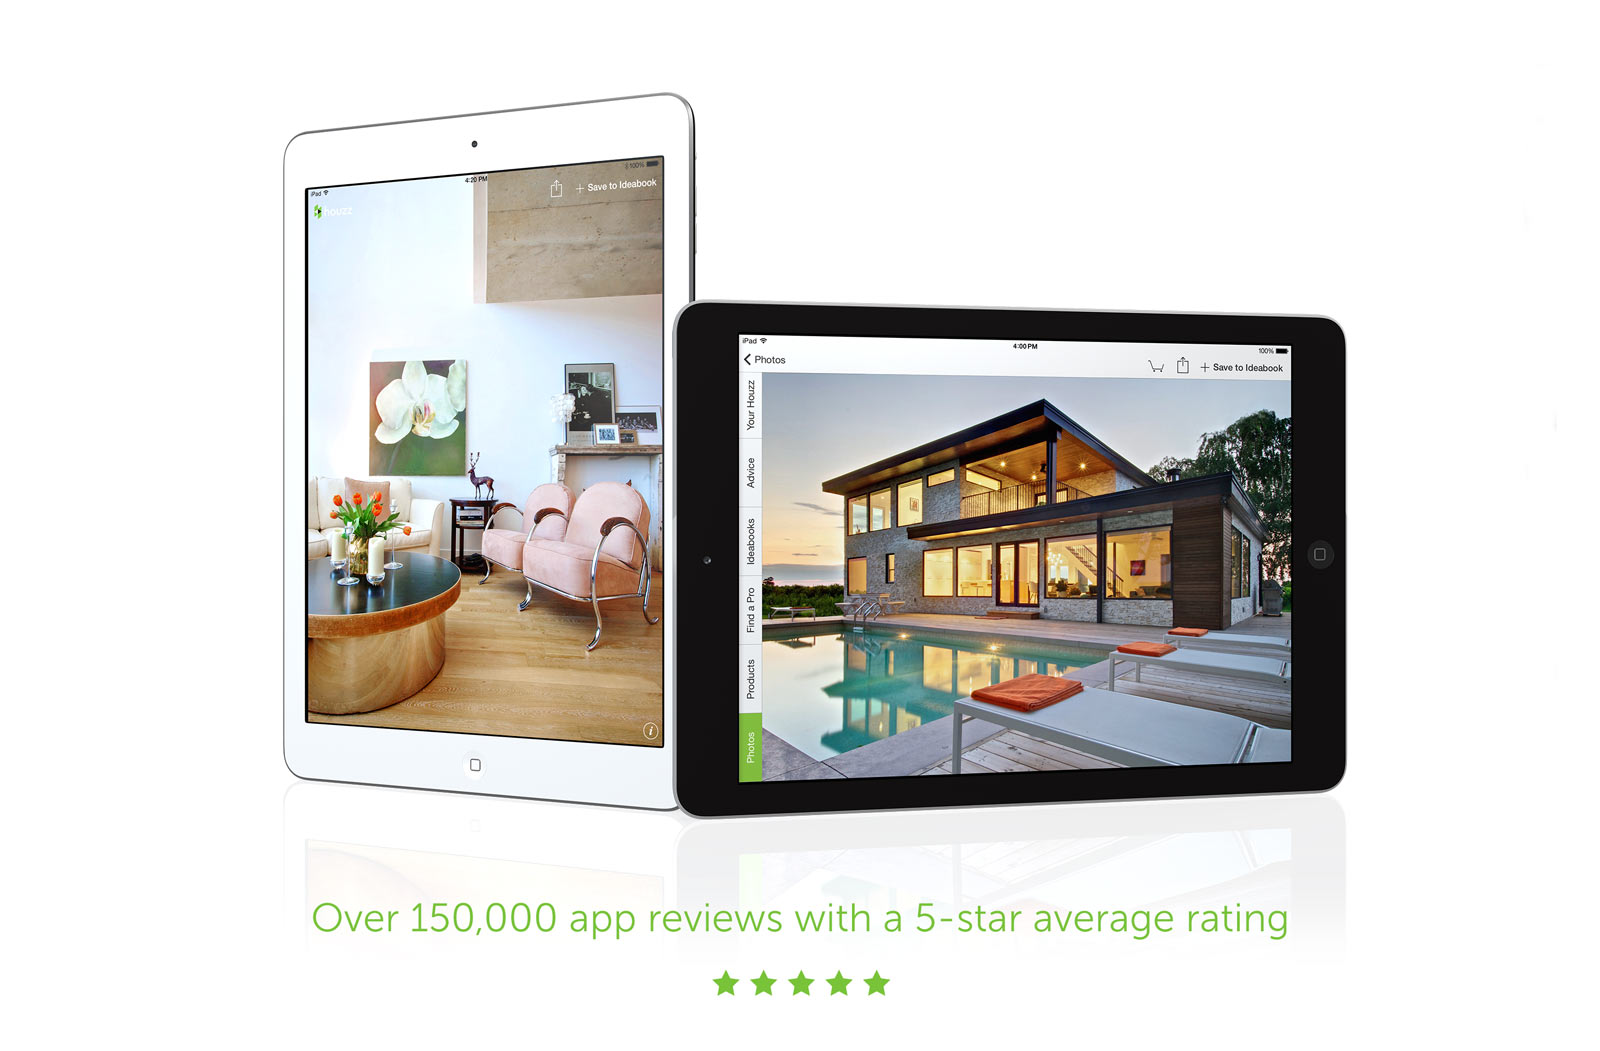 iPad
4:20 PM
100%
houzz
+ Save to Ideabook
i
iPad
4:00 PM
100%
Photos
+ Save to Ideabook
Your Houzz
Advice
Ideabooks
Find a Pro
Products
Photos
Over 150,000 app reviews with a 5-star average rating